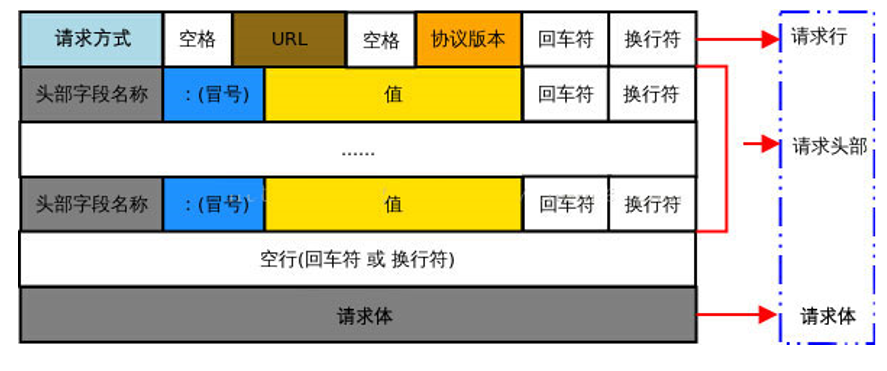 请求方式 空格 URL 空格 协议版本 回车符 换行符 请求行
头部字段名称 :(冒号) 值 回车符 换行符
...... 请求头部
头部字段名称 :(冒号) 值 回车符 换行符
空行(回车符 或 换行符)
请求体 请求体